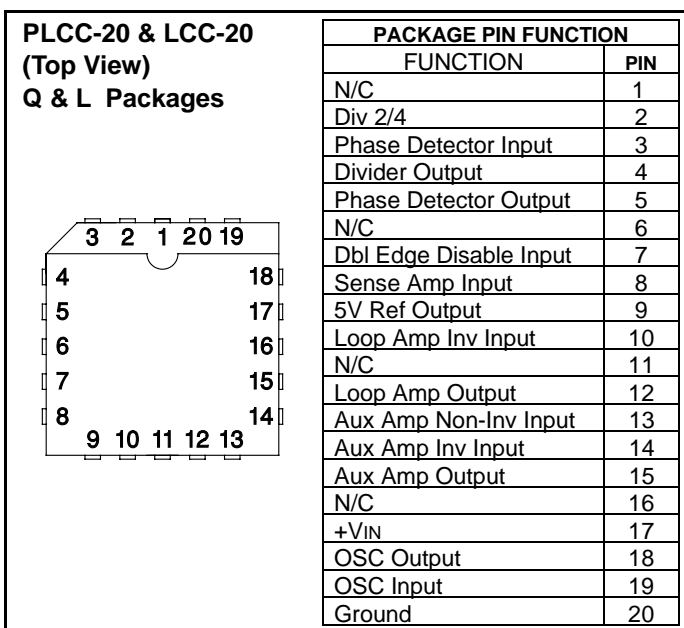 PLCC-20 & LCC-20
(Top View)
Q & L Packages
3 2 1 20 19
4 18
5 17
6 16
7 15
8 14
9 10 11 12 13
PACKAGE PIN FUNCTION
FUNCTION PIN
N/C 1
Div 2/4 2
Phase Detector Input 3
Divider Output 4
Phase Detector Output 5
N/C 6
Dbl Edge Disable Input 7
Sense Amp Input 8
5V Ref Output 9
Loop Amp Inv Input 10
N/C 11
Loop Amp Output 12
Aux Amp Non-Inv Input 13
Aux Amp Inv Input 14
Aux Amp Output 15
N/C 16
+VIN 17
OSC Output 18
OSC Input 19
Ground 20